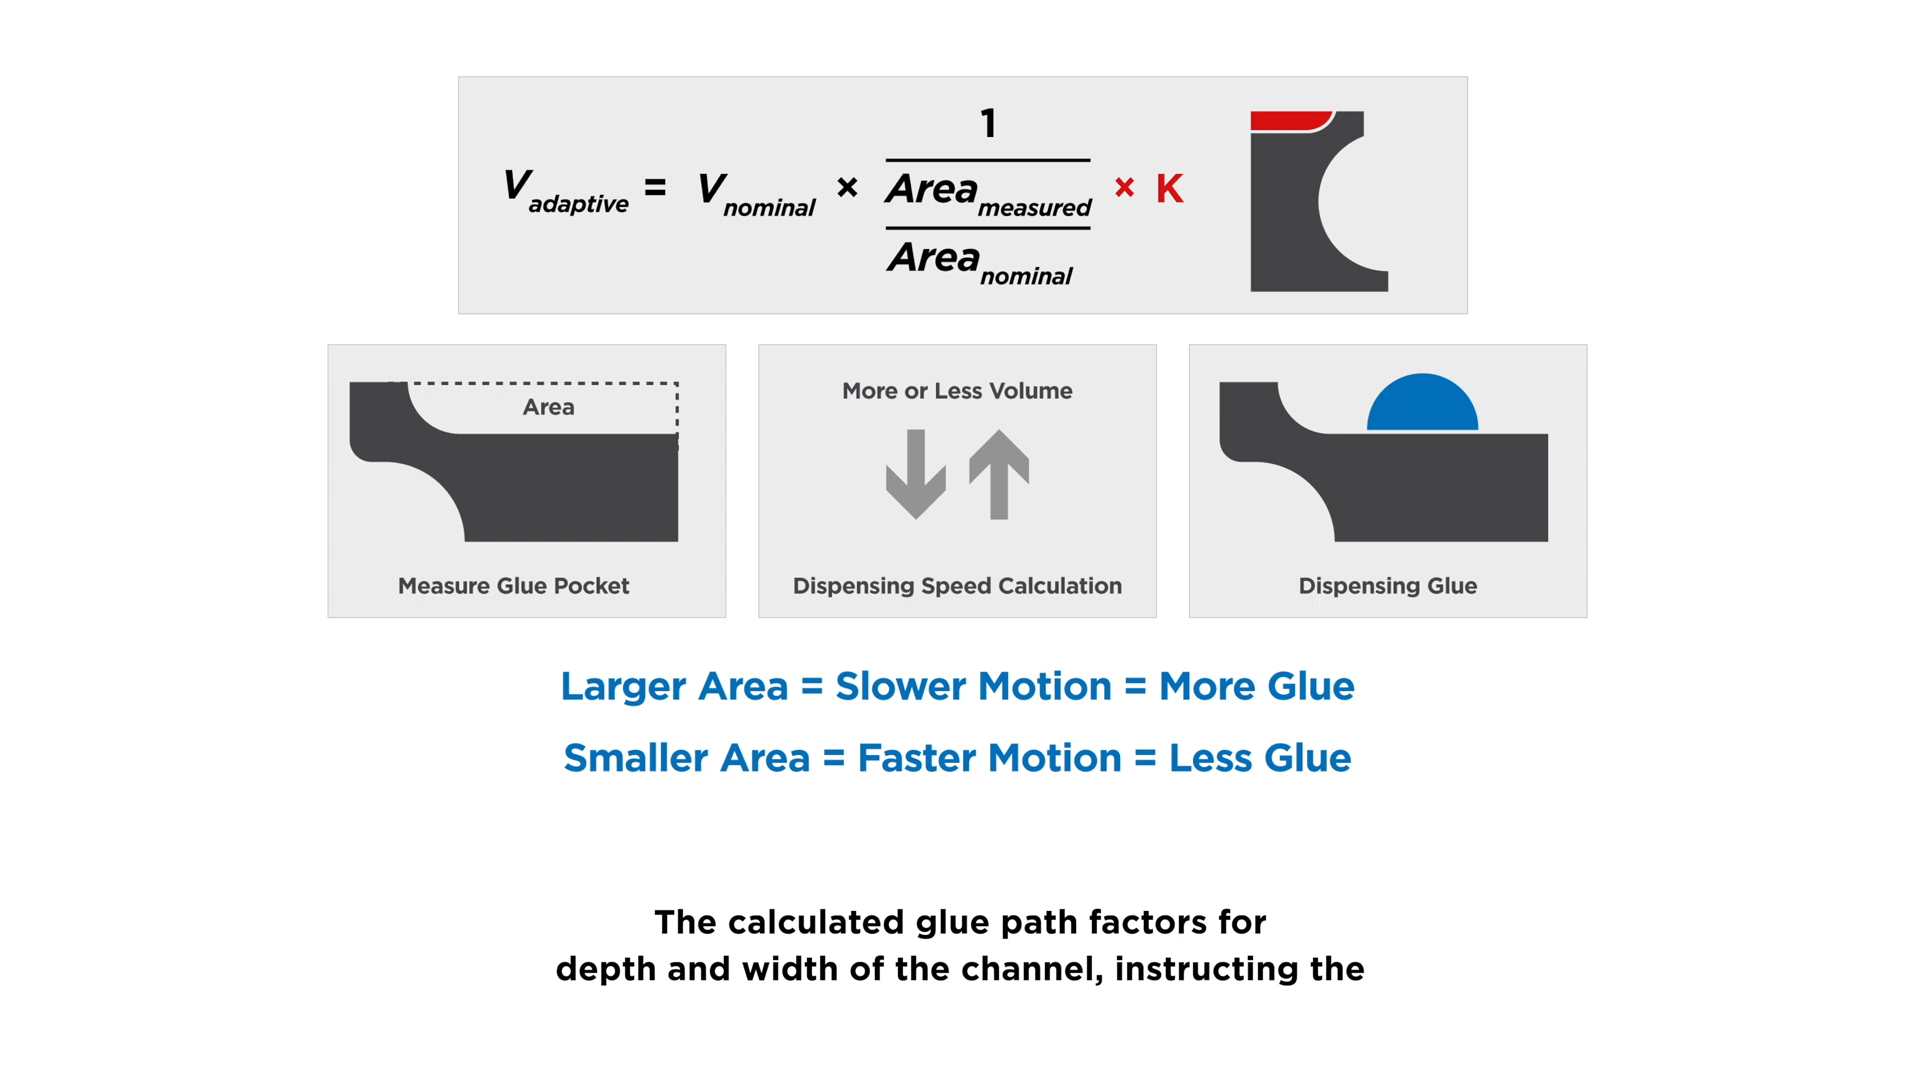 V adaptive = V nominal × 1 / (Area measured / Area nominal) × K
Area
Measure Glue Pocket
More or Less Volume
Dispensing Speed Calculation
Dispensing Glue
Larger Area = Slower Motion = More Glue
Smaller Area = Faster Motion = Less Glue
The calculated glue path factors for
depth and width of the channel, instructing the